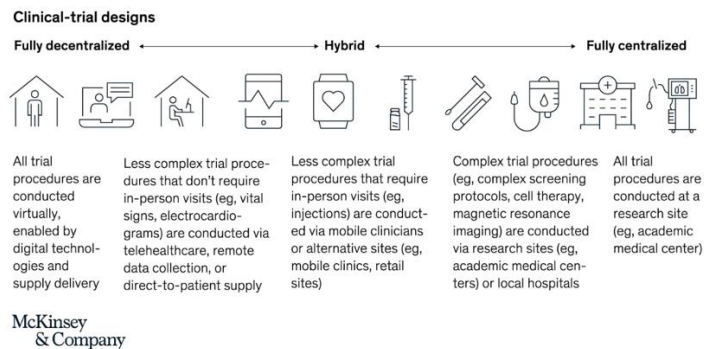 Clinical-trial designs
Fully decentralized
Hybrid
Fully centralized
All trial
procedures are
conducted
virtually,
enabled by
digital technol-
ogies and
supply delivery
Less complex trial proce-
dures that don't require
in-person visits (eg, vital
signs, electrocardio-
grams) are conducted via
telehealthcare, remote
data collection, or
direct-to-patient supply
Less complex trial
procedures that require
in-person visits (eg,
injections) are conduct-
ed via mobile clinicians
or alternative sites (eg,
mobile clinics, retail
sites)
Complex trial procedures
(eg, complex screening
protocols, cell therapy,
magnetic resonance
imaging) are conducted
via research sites (eg,
academic medical cen-
ters) or local hospitals
All trial
procedures are
conducted at a
research site
(eg, academic
medical center)
McKinsey
& Company